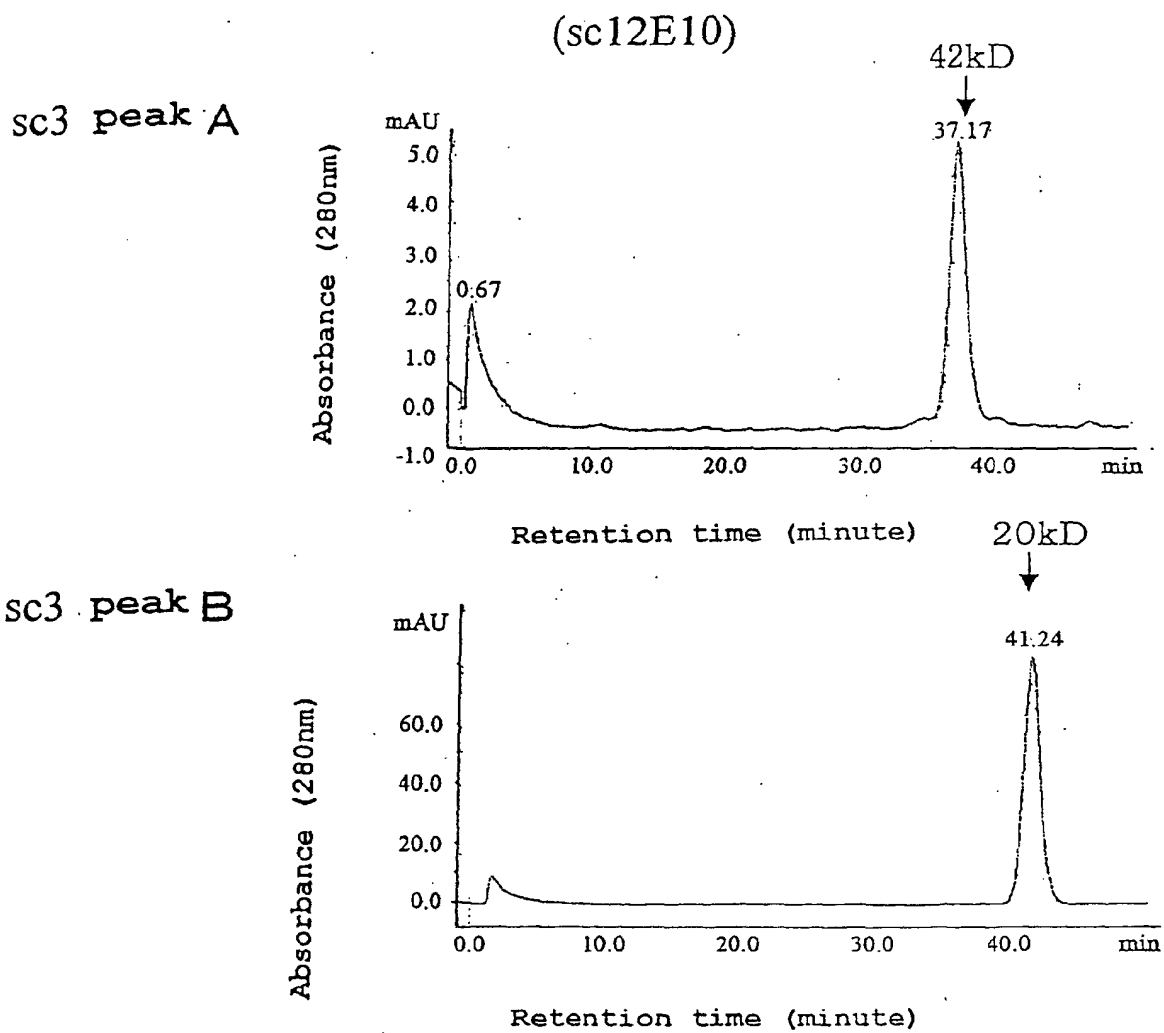 (sc12E10)
42kD
sc3 peak A
mAU
37.17
5.0
4.0
3.0
0.67
2.0
1.0
0.0
-1.0
Absorbance (280nm)
0.0 10.0 20.0 30.0 40.0 min
Retention time (minute)
20kD
sc3 peak B
mAU
41.24
60.0
40.0
20.0
0.0
Absorbance (280nm)
0.0 10.0 20.0 30.0 40.0 min
Retention time (minute)